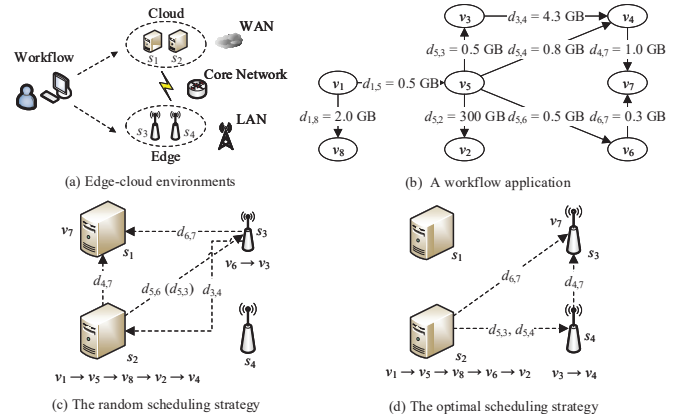 Cloud
s1 s2
WAN
Workflow
Core Network
s3 s4
LAN
Edge
(a) Edge-cloud environments
v3 d3,4 = 4.3 GB v4
d5,3 = 0.5 GB d5,4 = 0.8 GB d4,7 = 1.0 GB
v1 d1,5 = 0.5 GB v5 v7
d1,8 = 2.0 GB d5,2 = 300 GB d5,6 = 0.5 GB d6,7 = 0.3 GB
v8 v2 v6
(b) A workflow application
v7 s1 d6,7 s3
v6 → v3
d4,7 d5,6 (d5,3) d3,4
s2 s4
v1 → v5 → v8 → v2 → v4
(c) The random scheduling strategy
s1 v7 s3
d6,7 d4,7
d5,3, d5,4 s4
s2
v1 → v5 → v8 → v6 → v2 v3 → v4
(d) The optimal scheduling strategy